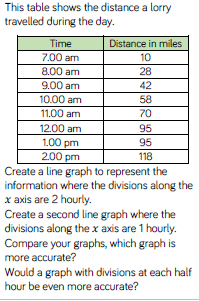 This table shows the distance a lorry
travelled during the day.
Time Distance in miles
7.00 am 10
8.00 am 28
9.00 am 42
10.00 am 58
11.00 am 70
12.00 am 95
1.00 pm 95
2.00 pm 118
Create a line graph to represent the
information where the divisions along the
x axis are 2 hourly.
Create a second line graph where the
divisions along the x axis are 1 hourly.
Compare your graphs, which graph is
more accurate?
Would a graph with divisions at each half
hour be even more accurate?